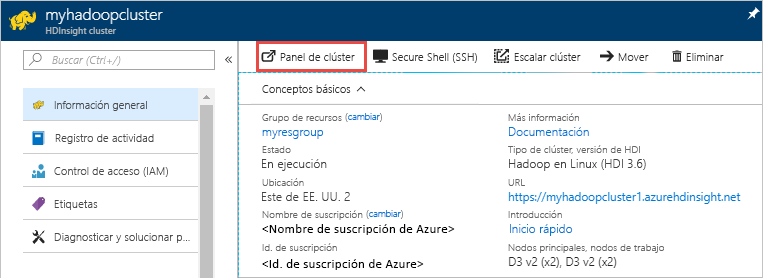 myhadoopcluster
HDInsight cluster
Buscar (Ctrl+/)
Información general
Registro de actividad
Control de acceso (IAM)
Etiquetas
Diagnosticar y solucionar p...
Panel de clúster
Secure Shell (SSH)
Escalar clúster
Mover
Eliminar
Conceptos básicos
Grupo de recursos (cambiar)
myresgroup
Estado
En ejecución
Ubicación
Este de EE. UU. 2
Nombre de suscripción (cambiar)
<Nombre de suscripción de Azure>
Id. de suscripción
<Id. de suscripción de Azure>
Más información
Documentación
Tipo de clúster, versión de HDI
Hadoop en Linux (HDI 3.6)
URL
https://myhadoopcluster1.azurehdinsight.net
Introducción
Inicio rápido
Nodos principales, nodos de trabajo
D3 v2 (x2), D3 v2 (x2)